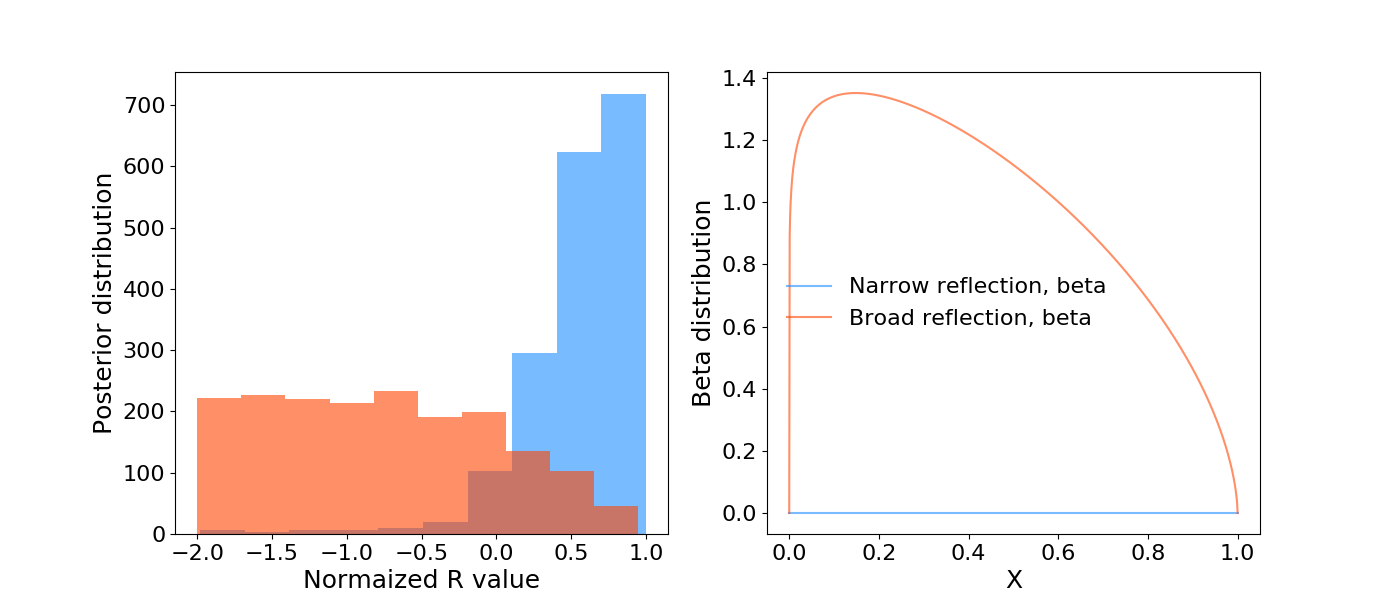 Posterior distribution
700
600
500
400
300
200
100
0
−2.0 −1.5 −1.0 −0.5 0.0 0.5 1.0
Normaized R value
Beta distribution
1.4
1.2
1.0
0.8
0.6
0.4
0.2
0.0
Narrow reflection, beta
Broad reflection, beta
0.0 0.2 0.4 0.6 0.8 1.0
X